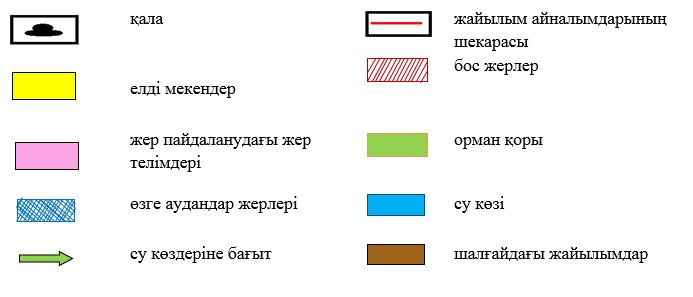 қала
елді мекендер
жер пайдаланудағы жер
телімдері
өзге аудандар жерлері
су көздеріне бағыт
жайылым айналымдарының
шекарасы
бос жерлер
орман қоры
су көзі
шалғайдағы жайылымдар